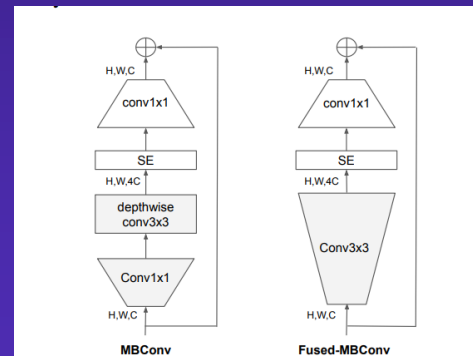 H,W,C
conv1x1
SE
H,W,4C
depthwise
conv3x3
Conv1x1
H,W,C
MBConv
H,W,C
conv1x1
SE
H,W,4C
Conv3x3
H,W,C
Fused-MBConv